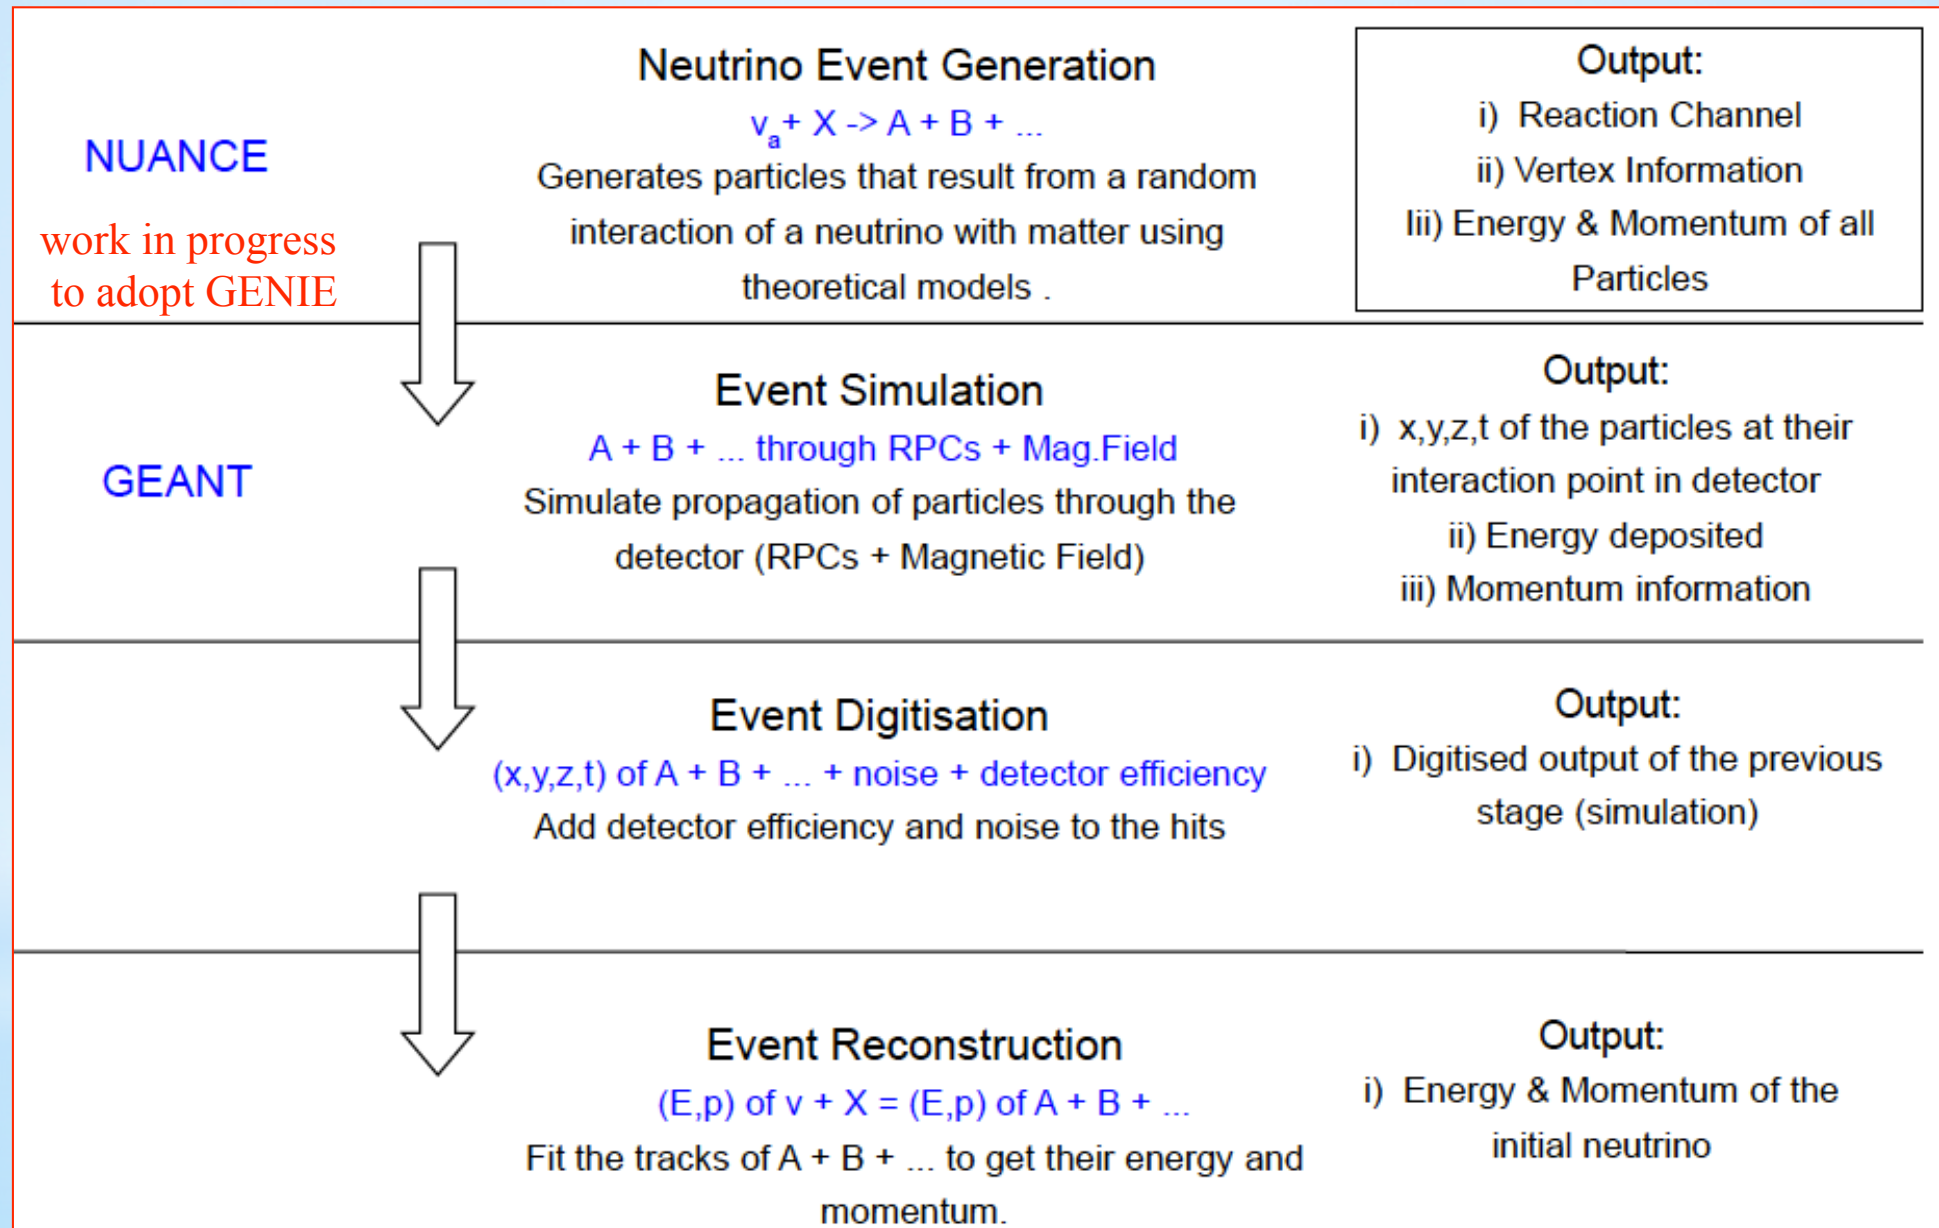 NUANCE
work in progress
to adopt GENIE
Neutrino Event Generation
va+ X -> A + B + ...
Generates particles that result from a random
interaction of a neutrino with matter using
theoretical models .
Output:
i) Reaction Channel
ii) Vertex Information
Iii) Energy & Momentum of all
Particles
GEANT
Event Simulation
A + B + ... through RPCs + Mag.Field
Simulate propagation of particles through the
detector (RPCs + Magnetic Field)
Output:
i) x,y,z,t of the particles at their
interaction point in detector
ii) Energy deposited
iii) Momentum information
Event Digitisation
(x,y,z,t) of A + B + ... + noise + detector efficiency
Add detector efficiency and noise to the hits
Output:
i) Digitised output of the previous
stage (simulation)
Event Reconstruction
(E,p) of v + X = (E,p) of A + B + ...
Fit the tracks of A + B + ... to get their energy and
momentum.
Output:
i) Energy & Momentum of the
initial neutrino